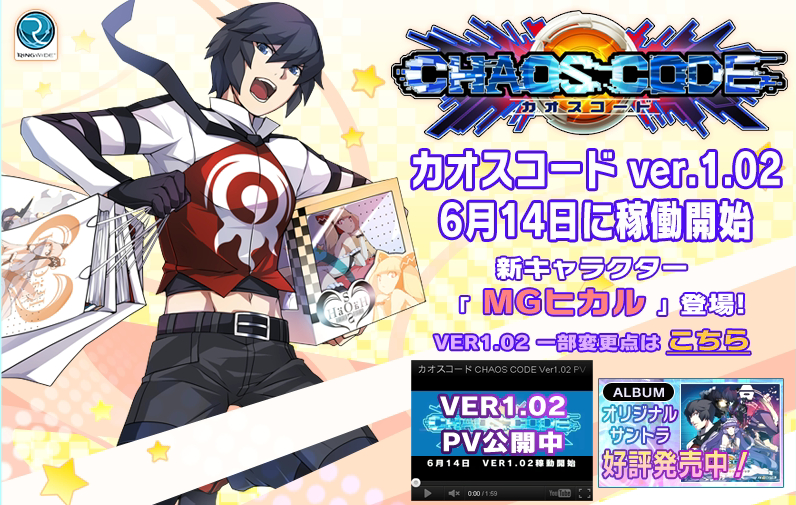 RINGWIDE
CHAOS CODE
カオスコード
カオスコード ver.1.02
6月14日に稼働開始
新キャラクター
「 MGヒカル 」登場!
VER1.02 一部変更点は こちら
カオスコード CHAOS CODE Ver1.02 PV
VER1.02
PV公開中
6月14日 VER1.02稼動開始
0:00 / 1:59
YouTube
ALBUM
オリジナル
サントラ
好評発売中!